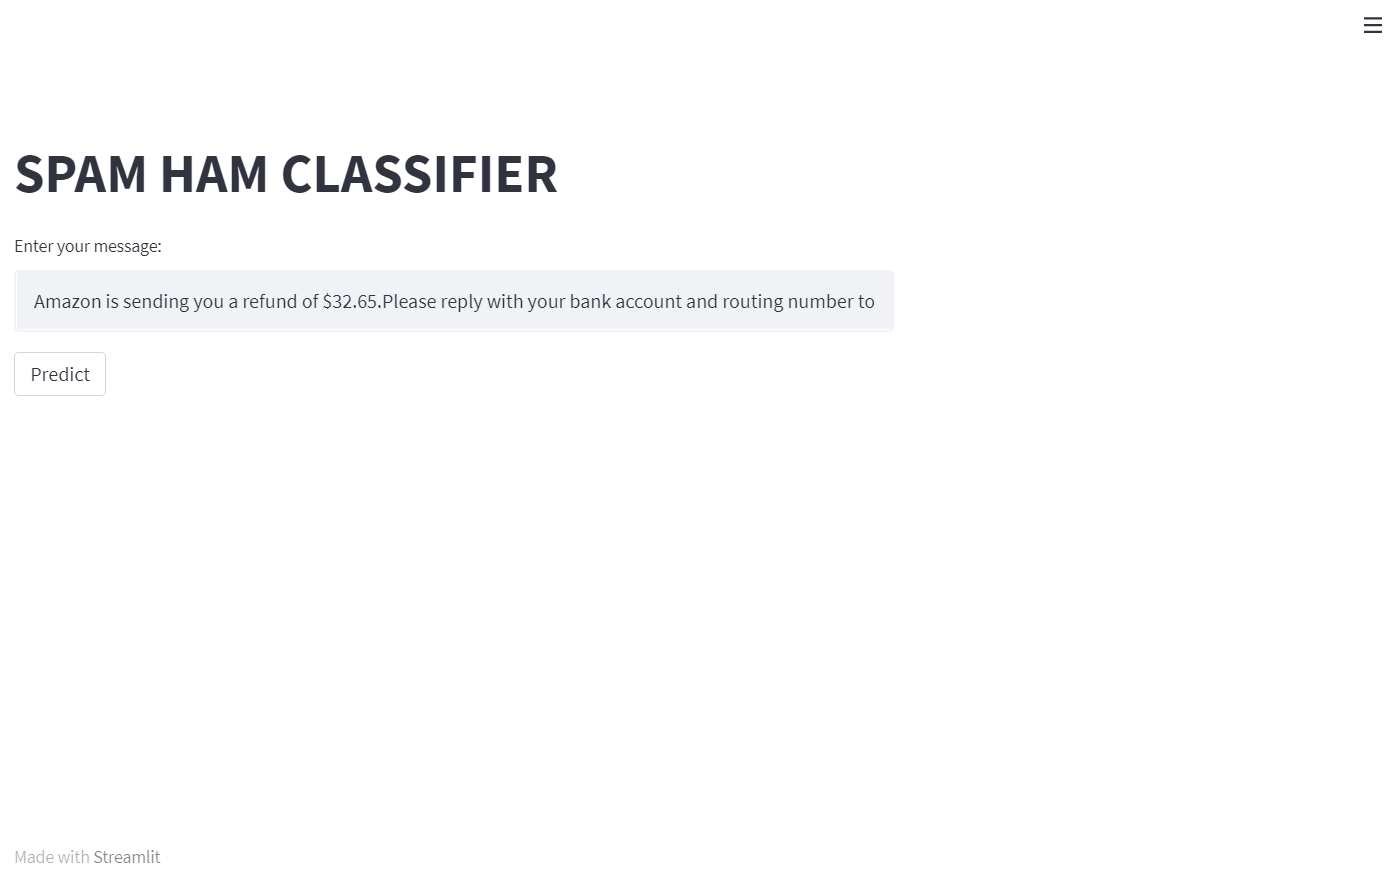 SPAM HAM CLASSIFIER
Enter your message:
Amazon is sending you a refund of $32.65.Please reply with your bank account and routing number to
Predict
Made with Streamlit